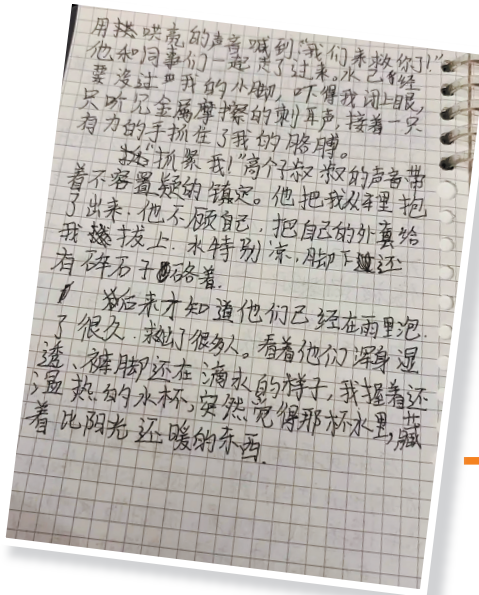 用洪亮的声音喊到:"我们来救你了!"
他和同事们一起走了过来。水已经
要没过我的小脚,吓得我闭上眼,
只听见金属摩擦的刺耳声,接着一只
有力的手抓住了我的胳膊。
"抓紧我!"高个子叔叔的声音带
着不容置疑的镇定。他把我从车里抱
了出来,他不顾自己,把自己的外套给
我拔上.水特别凉,脚下还
有碎石子硌着.
后来才知道他们已经在雨里泡
了很久.救了很多人。看着他们浑身湿
透、裤脚还在滴水的样子,我握着还
温热的水杯,突然觉得那杯水里,藏
着比阳光还暖的东西.